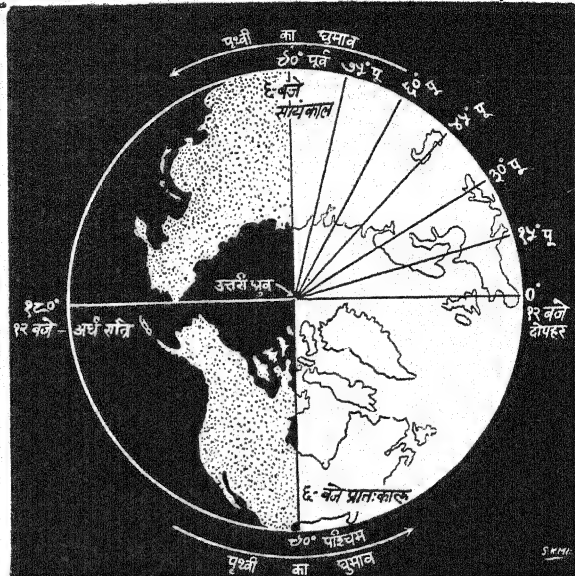 पृथ्वी का घुमाव
९०° पूर्व
७५° पू
६०° पू
४५° पू
३०° पू
१५° पू
६-बजे
सायंकाल
उत्तरी ध्रुव
१८०°
१२ बजे - अर्ध रात्रि
०°
१२ बजे
दोपहर
६- बजे प्रातःकाल
९०° पश्चिम
पृथ्वी का घुमाव